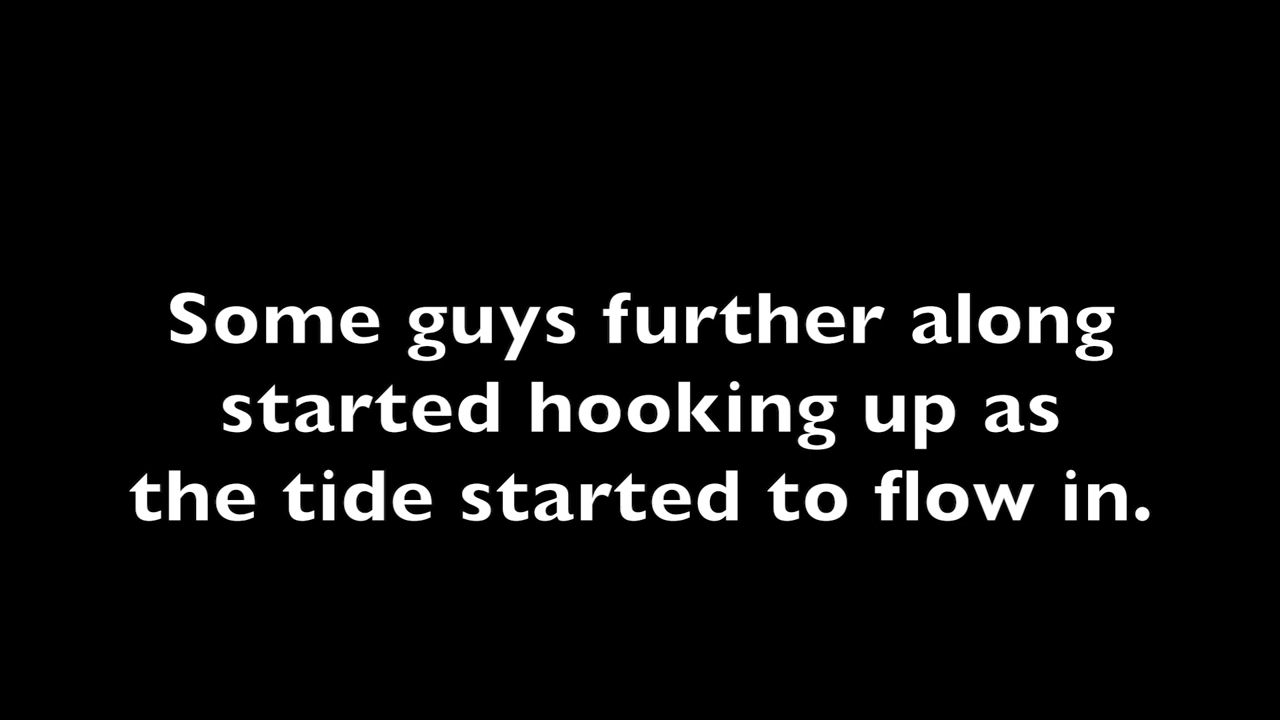 Some guys further along
started hooking up as
the tide started to flow in.